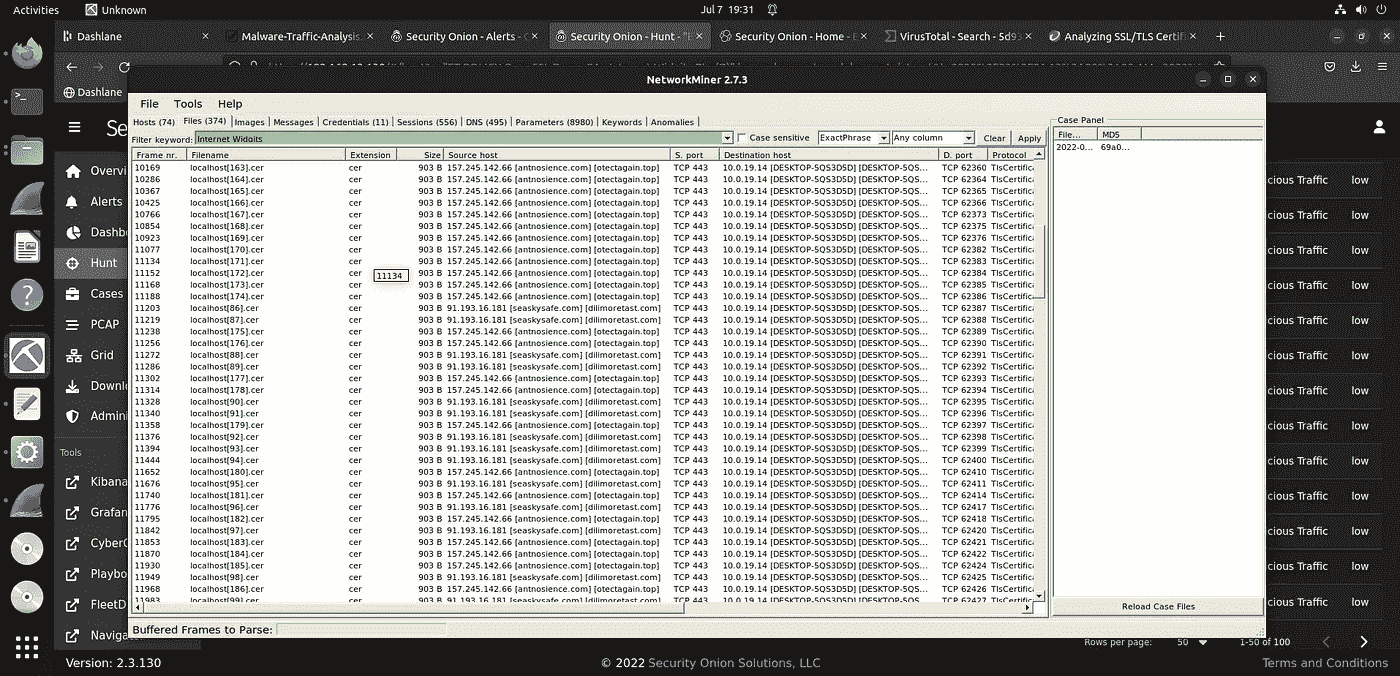 Activities Unknown Jul 7 19:31
Dashlane × Malware-Traffic-Analysis. × Security Onion - Alerts - × Security Onion - Hunt - "E × Security Onion - Home - E × VirusTotal - Search - 5d93 × Analyzing SSL/TLS Certif × +
Dashlane
NetworkMiner 2.7.3
File Tools Help
Hosts (74) Files (374) Images Messages Credentials (11) Sessions (556) DNS (495) Parameters (8980) Keywords Anomalies
Filter keyword: Internet Widgits Case sensitive ExactPhrase Any column Clear Apply
Frame nr. Filename Extension Size Source host S. port Destination host D. port Protocol
10169 localhost[163].cer cer 903 B 157.245.142.66 [antnosience.com] [otectagain.top] TCP 443 10.0.19.14 [DESKTOP-5QS3D5D] [DESKTOP-5QS... TCP 62360 TlsCertifica
10286 localhost[164].cer cer 903 B 157.245.142.66 [antnosience.com] [otectagain.top] TCP 443 10.0.19.14 [DESKTOP-5QS3D5D] [DESKTOP-5QS... TCP 62364 TlsCertifica
10367 localhost[165].cer cer 903 B 157.245.142.66 [antnosience.com] [otectagain.top] TCP 443 10.0.19.14 [DESKTOP-5QS3D5D] [DESKTOP-5QS... TCP 62365 TlsCertifica
10425 localhost[166].cer cer 903 B 157.245.142.66 [antnosience.com] [otectagain.top] TCP 443 10.0.19.14 [DESKTOP-5QS3D5D] [DESKTOP-5QS... TCP 62366 TlsCertifica
10766 localhost[167].cer cer 903 B 157.245.142.66 [antnosience.com] [otectagain.top] TCP 443 10.0.19.14 [DESKTOP-5QS3D5D] [DESKTOP-5QS... TCP 62373 TlsCertifica
10854 localhost[168].cer cer 903 B 157.245.142.66 [antnosience.com] [otectagain.top] TCP 443 10.0.19.14 [DESKTOP-5QS3D5D] [DESKTOP-5QS... TCP 62375 TlsCertifica
10923 localhost[169].cer cer 903 B 157.245.142.66 [antnosience.com] [otectagain.top] TCP 443 10.0.19.14 [DESKTOP-5QS3D5D] [DESKTOP-5QS... TCP 62376 TlsCertifica
11077 localhost[170].cer cer 903 B 157.245.142.66 [antnosience.com] [otectagain.top] TCP 443 10.0.19.14 [DESKTOP-5QS3D5D] [DESKTOP-5QS... TCP 62382 TlsCertifica
11134 localhost[171].cer cer 903 B 157.245.142.66 [antnosience.com] [otectagain.top] TCP 443 10.0.19.14 [DESKTOP-5QS3D5D] [DESKTOP-5QS... TCP 62383 TlsCertifica
11152 localhost[172].cer cer 903 B 157.245.142.66 [antnosience.com] [otectagain.top] TCP 443 10.0.19.14 [DESKTOP-5QS3D5D] [DESKTOP-5QS... TCP 62384 TlsCertifica
11134
11168 localhost[173].cer cer 903 B 157.245.142.66 [antnosience.com] [otectagain.top] TCP 443 10.0.19.14 [DESKTOP-5QS3D5D] [DESKTOP-5QS... TCP 62385 TlsCertifica
11188 localhost[174].cer cer 903 B 157.245.142.66 [antnosience.com] [otectagain.top] TCP 443 10.0.19.14 [DESKTOP-5QS3D5D] [DESKTOP-5QS... TCP 62386 TlsCertifica
11203 localhost[86].cer cer 903 B 91.193.16.181 [seaskysafe.com] [dilimoretast.com] TCP 443 10.0.19.14 [DESKTOP-5QS3D5D] [DESKTOP-5QS... TCP 62387 TlsCertifica
11219 localhost[87].cer cer 903 B 91.193.16.181 [seaskysafe.com] [dilimoretast.com] TCP 443 10.0.19.14 [DESKTOP-5QS3D5D] [DESKTOP-5QS... TCP 62388 TlsCertifica
11238 localhost[175].cer cer 903 B 157.245.142.66 [antnosience.com] [otectagain.top] TCP 443 10.0.19.14 [DESKTOP-5QS3D5D] [DESKTOP-5QS... TCP 62389 TlsCertifica
11256 localhost[176].cer cer 903 B 157.245.142.66 [antnosience.com] [otectagain.top] TCP 443 10.0.19.14 [DESKTOP-5QS3D5D] [DESKTOP-5QS... TCP 62390 TlsCertifica
11272 localhost[88].cer cer 903 B 91.193.16.181 [seaskysafe.com] [dilimoretast.com] TCP 443 10.0.19.14 [DESKTOP-5QS3D5D] [DESKTOP-5QS... TCP 62391 TlsCertifica
11286 localhost[89].cer cer 903 B 91.193.16.181 [seaskysafe.com] [dilimoretast.com] TCP 443 10.0.19.14 [DESKTOP-5QS3D5D] [DESKTOP-5QS... TCP 62392 TlsCertifica
11302 localhost[177].cer cer 903 B 157.245.142.66 [antnosience.com] [otectagain.top] TCP 443 10.0.19.14 [DESKTOP-5QS3D5D] [DESKTOP-5QS... TCP 62393 TlsCertifica
11314 localhost[178].cer cer 903 B 157.245.142.66 [antnosience.com] [otectagain.top] TCP 443 10.0.19.14 [DESKTOP-5QS3D5D] [DESKTOP-5QS... TCP 62394 TlsCertifica
11328 localhost[90].cer cer 903 B 91.193.16.181 [seaskysafe.com] [dilimoretast.com] TCP 443 10.0.19.14 [DESKTOP-5QS3D5D] [DESKTOP-5QS... TCP 62395 TlsCertifica
11340 localhost[91].cer cer 903 B 91.193.16.181 [seaskysafe.com] [dilimoretast.com] TCP 443 10.0.19.14 [DESKTOP-5QS3D5D] [DESKTOP-5QS... TCP 62396 TlsCertifica
11358 localhost[179].cer cer 903 B 157.245.142.66 [antnosience.com] [otectagain.top] TCP 443 10.0.19.14 [DESKTOP-5QS3D5D] [DESKTOP-5QS... TCP 62397 TlsCertifica
11376 localhost[92].cer cer 903 B 91.193.16.181 [seaskysafe.com] [dilimoretast.com] TCP 443 10.0.19.14 [DESKTOP-5QS3D5D] [DESKTOP-5QS... TCP 62398 TlsCertifica
11394 localhost[93].cer cer 903 B 91.193.16.181 [seaskysafe.com] [dilimoretast.com] TCP 443 10.0.19.14 [DESKTOP-5QS3D5D] [DESKTOP-5QS... TCP 62399 TlsCertifica
11444 localhost[94].cer cer 903 B 91.193.16.181 [seaskysafe.com] [dilimoretast.com] TCP 443 10.0.19.14 [DESKTOP-5QS3D5D] [DESKTOP-5QS... TCP 62400 TlsCertifica
11652 localhost[180].cer cer 903 B 157.245.142.66 [antnosience.com] [otectagain.top] TCP 443 10.0.19.14 [DESKTOP-5QS3D5D] [DESKTOP-5QS... TCP 62410 TlsCertifica
11676 localhost[95].cer cer 903 B 91.193.16.181 [seaskysafe.com] [dilimoretast.com] TCP 443 10.0.19.14 [DESKTOP-5QS3D5D] [DESKTOP-5QS... TCP 62411 TlsCertifica
11740 localhost[181].cer cer 903 B 157.245.142.66 [antnosience.com] [otectagain.top] TCP 443 10.0.19.14 [DESKTOP-5QS3D5D] [DESKTOP-5QS... TCP 62414 TlsCertifica
11776 localhost[96].cer cer 903 B 91.193.16.181 [seaskysafe.com] [dilimoretast.com] TCP 443 10.0.19.14 [DESKTOP-5QS3D5D] [DESKTOP-5QS... TCP 62417 TlsCertifica
11795 localhost[182].cer cer 903 B 157.245.142.66 [antnosience.com] [otectagain.top] TCP 443 10.0.19.14 [DESKTOP-5QS3D5D] [DESKTOP-5QS... TCP 62418 TlsCertifica
11842 localhost[97].cer cer 903 B 91.193.16.181 [seaskysafe.com] [dilimoretast.com] TCP 443 10.0.19.14 [DESKTOP-5QS3D5D] [DESKTOP-5QS... TCP 62420 TlsCertifica
11853 localhost[183].cer cer 903 B 157.245.142.66 [antnosience.com] [otectagain.top] TCP 443 10.0.19.14 [DESKTOP-5QS3D5D] [DESKTOP-5QS... TCP 62421 TlsCertifica
11870 localhost[184].cer cer 903 B 157.245.142.66 [antnosience.com] [otectagain.top] TCP 443 10.0.19.14 [DESKTOP-5QS3D5D] [DESKTOP-5QS... TCP 62422 TlsCertifica
11930 localhost[185].cer cer 903 B 157.245.142.66 [antnosience.com] [otectagain.top] TCP 443 10.0.19.14 [DESKTOP-5QS3D5D] [DESKTOP-5QS... TCP 62424 TlsCertifica
11949 localhost[98].cer cer 903 B 91.193.16.181 [seaskysafe.com] [dilimoretast.com] TCP 443 10.0.19.14 [DESKTOP-5QS3D5D] [DESKTOP-5QS... TCP 62425 TlsCertifica
11968 localhost[186].cer cer 903 B 157.245.142.66 [antnosience.com] [otectagain.top] TCP 443 10.0.19.14 [DESKTOP-5QS3D5D] [DESKTOP-5QS... TCP 62426 TlsCertifica
11983 localhost[99].cer cer 903 B 91.193.16.181 [seaskysafe.com] [dilimoretast.com] TCP 443 10.0.19.14 [DESKTOP-5QS3D5D] [DESKTOP-5QS... TCP 62427 TlsCertifica
Buffered Frames to Parse:
Case Panel
File... MD5
2022-0... 69a0...
Reload Case Files
Se
Overvi
Alerts
Dashb
Hunt
Cases
PCAP
Grid
Downl
Admini
Tools
Kibana
Grafan
CyberC
Playbo
FleetD
Naviga
cious Traffic low
cious Traffic low
cious Traffic low
cious Traffic low
cious Traffic low
cious Traffic low
cious Traffic low
cious Traffic low
cious Traffic low
cious Traffic low
cious Traffic low
cious Traffic low
cious Traffic low
Rows per page: 50 1-50 of 100
Version: 2.3.130 © 2022 Security Onion Solutions, LLC Terms and Conditions